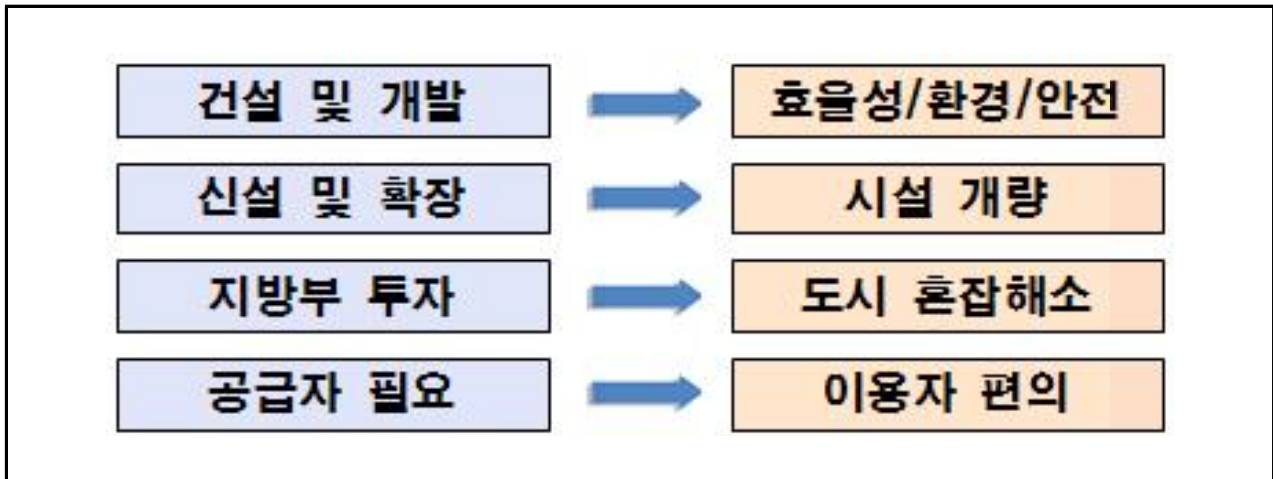 건설 및 개발
효율성/환경/안전
신설 및 확장
시설 개량
지방부 투자
도시 혼잡해소
공급자 필요
이용자 편의